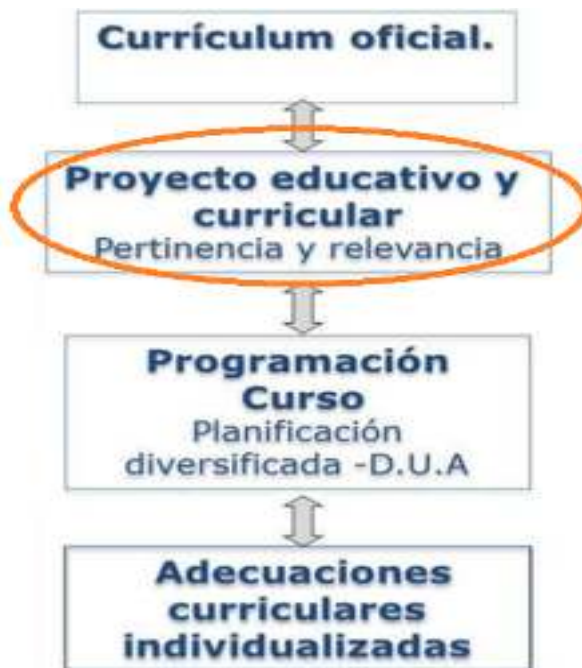 Currículum oficial.
Proyecto educativo y
curricular
Pertinencia y relevancia
Programación
Curso
Planificación
diversificada -D.U.A
Adecuaciones
curriculares
individualizadas